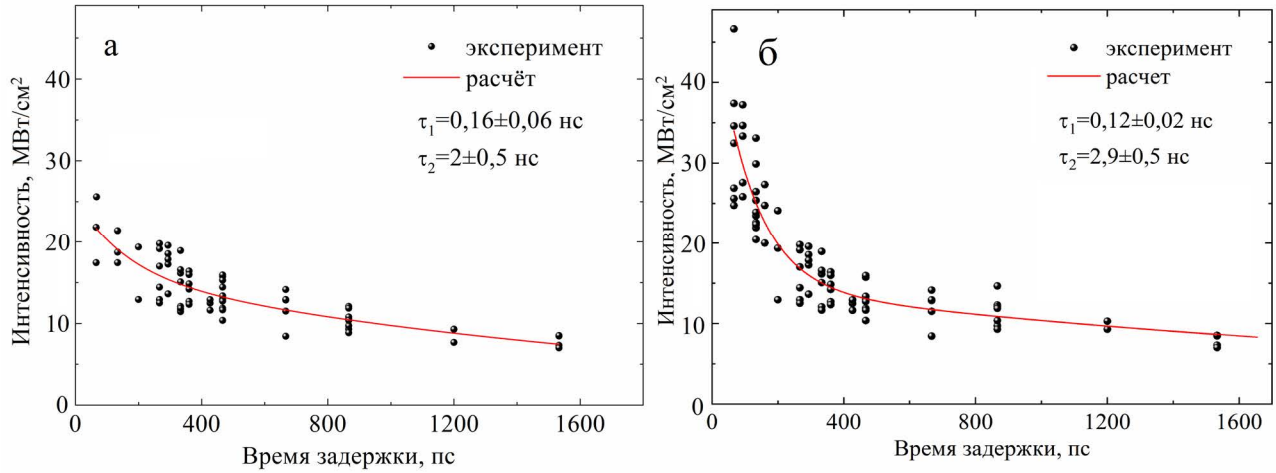 а
эксперимент
расчёт
τ₁=0,16±0,06 нс
τ₂=2±0,5 нс
Интенсивность, МВт/см²
40
30
20
10
0
0 400 800 1200 1600
Время задержки, пс
б
эксперимент
расчет
τ₁=0,12±0,02 нс
τ₂=2,9±0,5 нс
Интенсивность, МВт/см²
40
30
20
10
0
0 400 800 1200 1600
Время задержки, пс